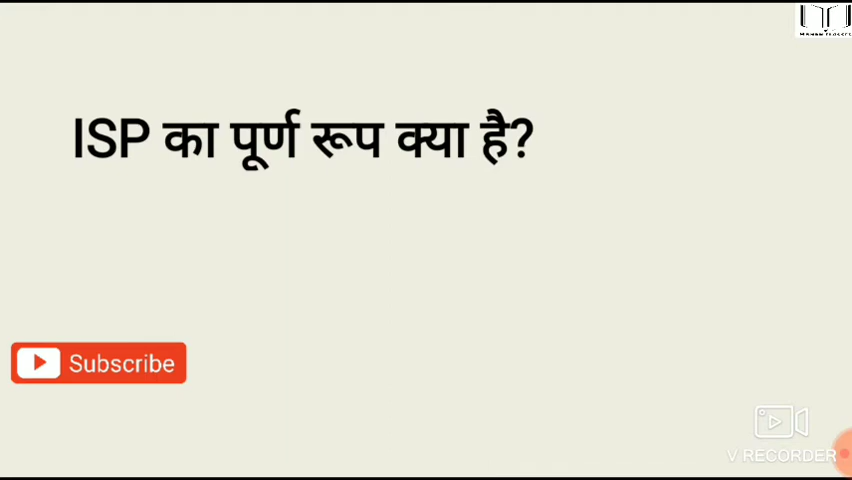 ISP का पूर्ण रूप क्या है?
Subscribe
V RECORDER